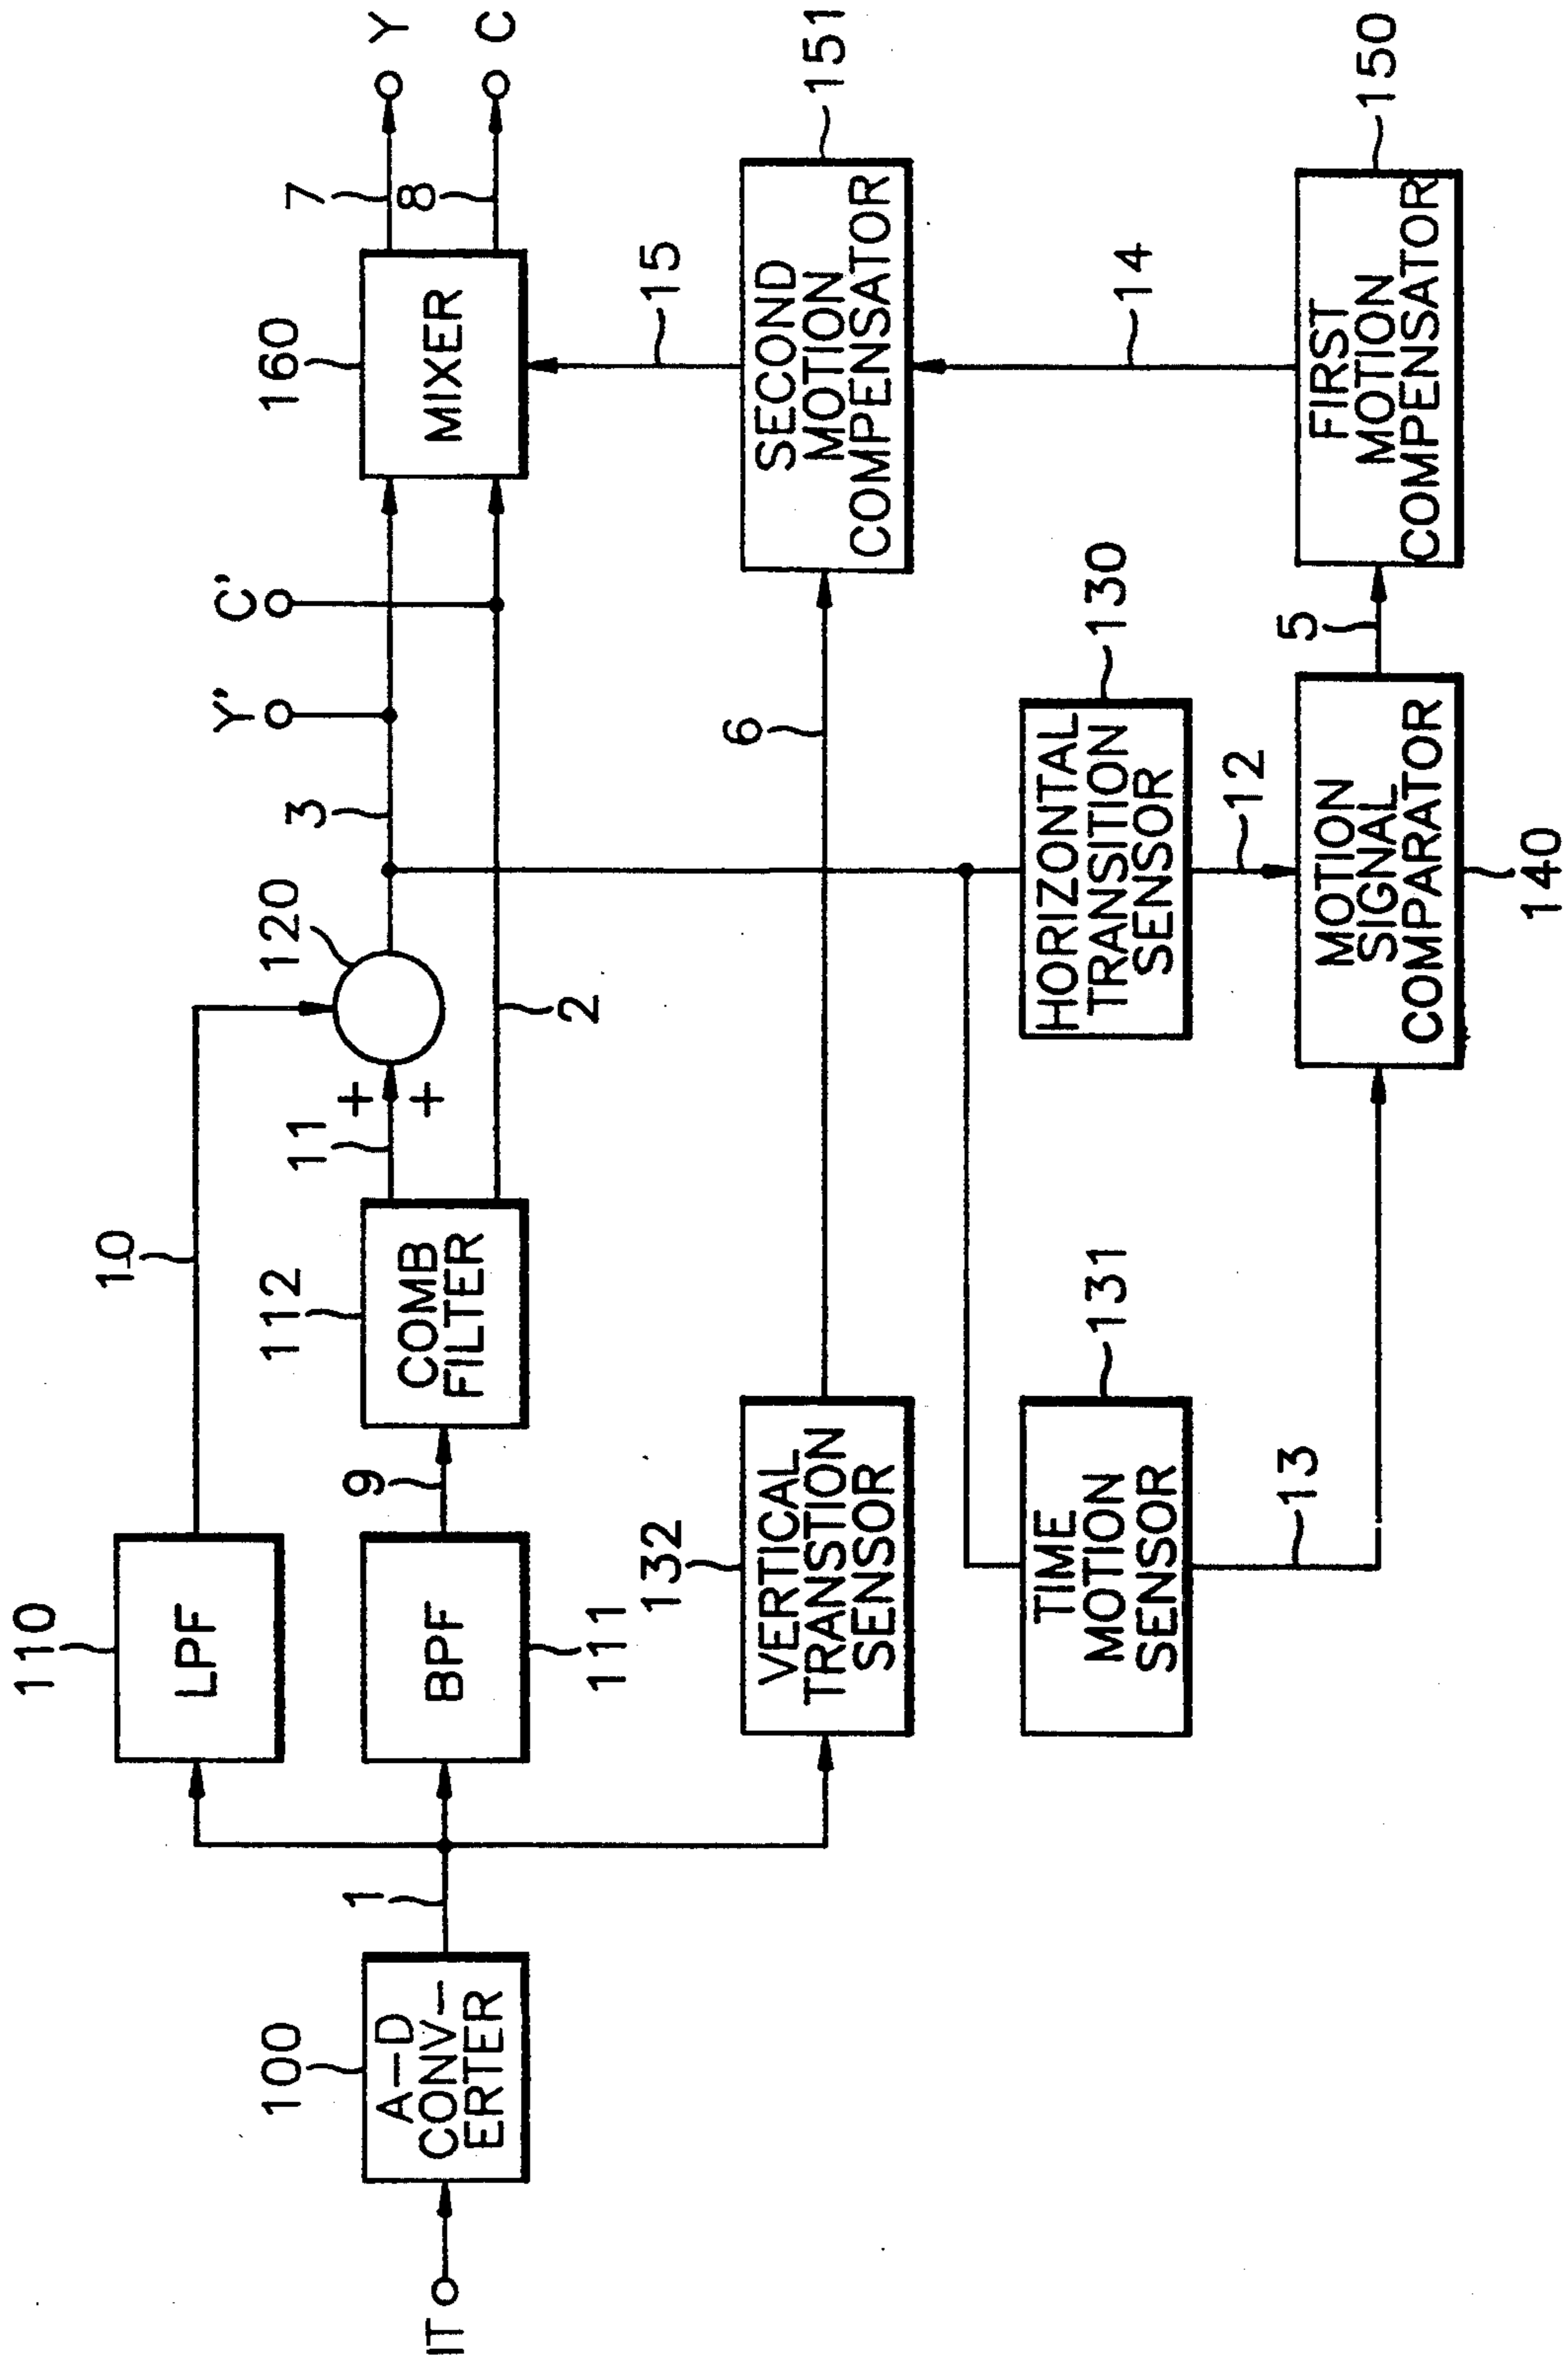 110
LPF
10
160
MIXER
7
Y
8
C
Y'
C'
120
3
112
COMB
FILTER
11
+
+
9
2
BPF
111
100
A-D
CONV-
ERTER
1
IT
132
VERTICAL
TRANSTION
SENSOR
6
15
SECOND
MOTION
COMPENSATOR
151
131
TIME
MOTION
SENSOR
130
HORIZONTAL
TRANSITION
SENSOR
12
14
13
MOTION
SIGNAL
COMPARATOR
140
5
FIRST
MOTION
COMPENSATOR
150